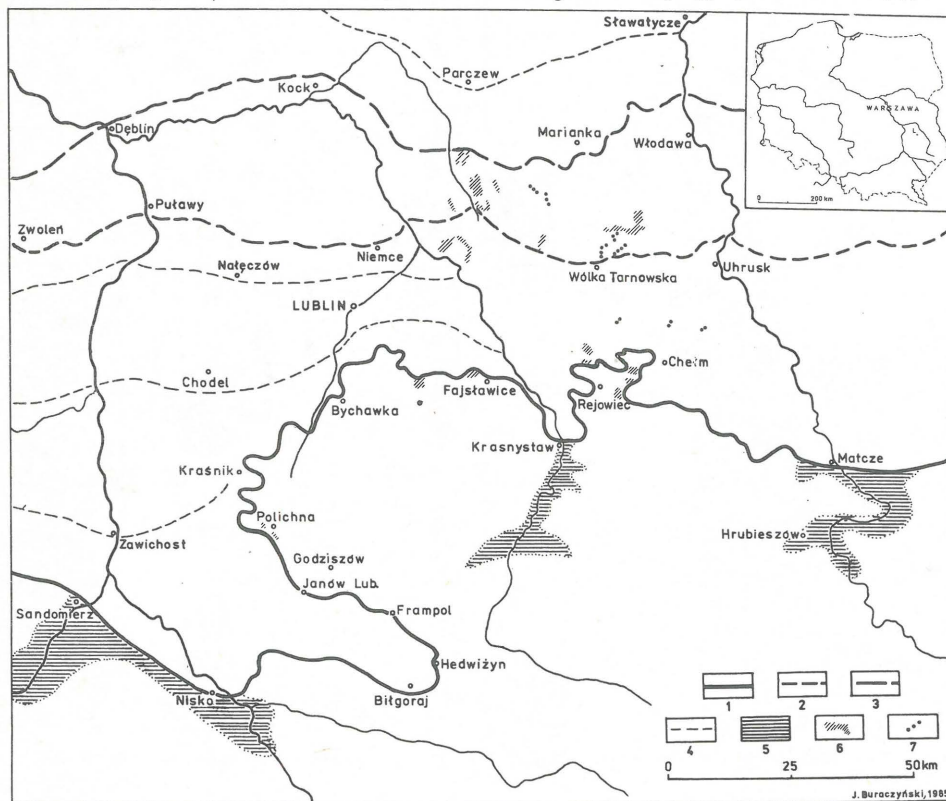 Sławatycze
Parczew
Kock
WARSZAWA
Dęblin
Marianka
Włodawa
0 200 km
Puławy
Zwoleń
Niemce
Nałęczów
Wólka Tarnowska
Uhrusk
LUBLIN
Chełm
Chodel
Fajsławice
Rejowiec
Bychawka
Krasnystaw
Matcze
Kraśnik
Polichna
Hrubieszów
Zawichost
Godziszów
Janów Lub.
Sandomierz
Frampol
Hedwiżyn
Nisko
Biłgoraj
1 2 3
4 5 6 7
0 25 50 km
J. Buraczyński, 1985